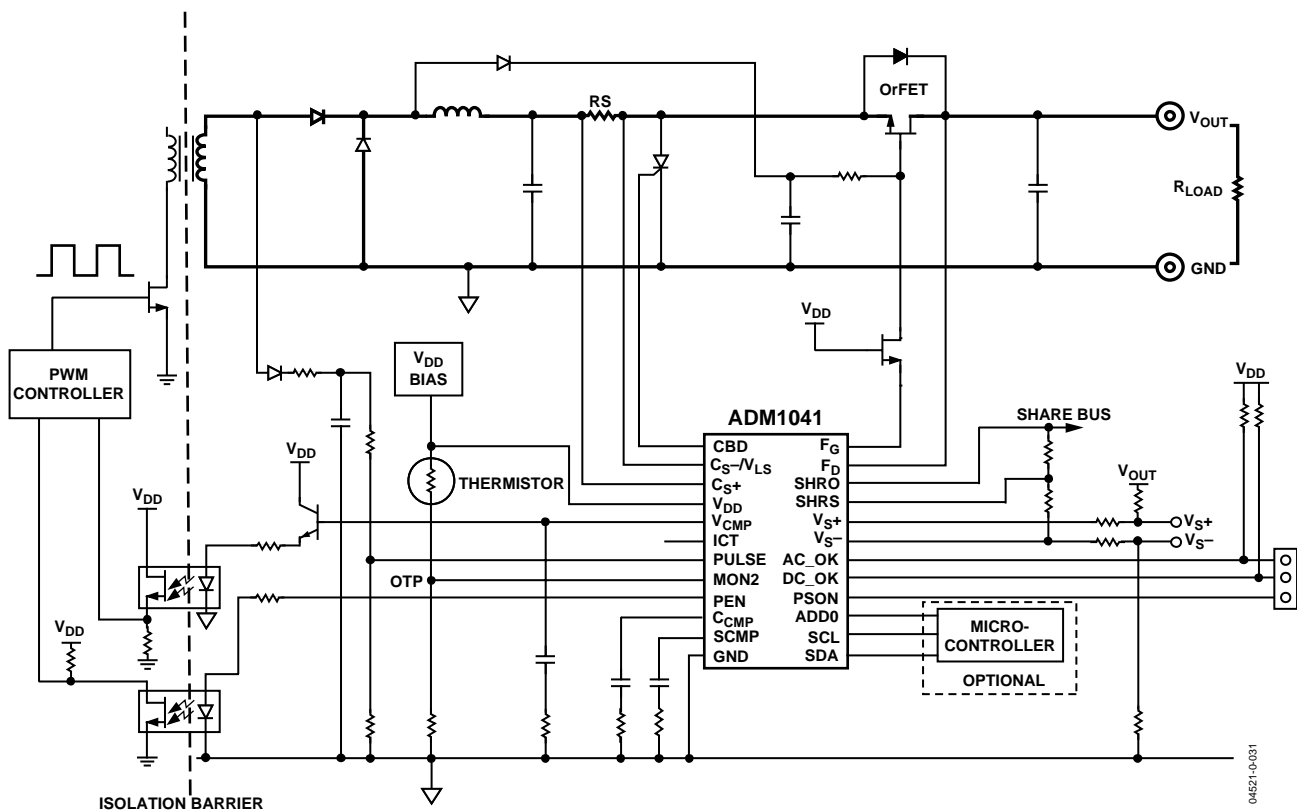 OrFET
RS
VOUT
RLOAD
GND
VDD
PWM
CONTROLLER
VDD
BIAS
VDD
ADM1041
SHARE BUS
THERMISTOR
VDD
VDD
VOUT
CBD
CS–/VLS
CS+
VDD
VCMP
ICT
PULSE
MON2
PEN
CCMP
SCMP
GND
FG
FD
SHRO
SHRS
VS+
VS–
AC_OK
DC_OK
PSON
ADD0
SCL
SDA
VS+
VS–
OTP
VDD
MICRO-
CONTROLLER
OPTIONAL
ISOLATION BARRIER
04521-0-031